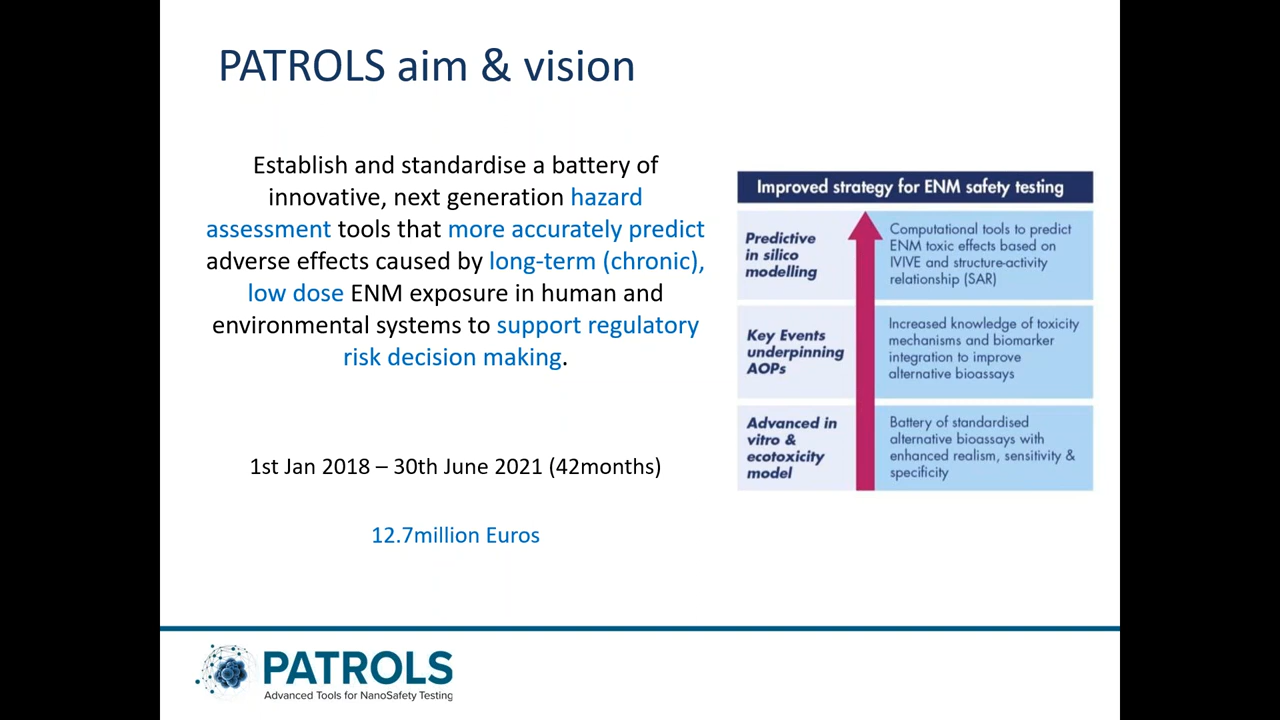 PATROLS aim & vision
Establish and standardise a battery of
innovative, next generation hazard
assessment tools that more accurately predict
adverse effects caused by long-term (chronic),
low dose ENM exposure in human and
environmental systems to support regulatory
risk decision making.
1st Jan 2018 – 30th June 2021 (42months)
12.7million Euros
Improved strategy for ENM safety testing
Predictive
in silico
modelling
Computational tools to predict
ENM toxic effects based on
IVIVE and structure-activity
relationship (SAR)
Key Events
underpinning
AOPs
Increased knowledge of toxicity
mechanisms and biomarker
integration to improve
alternative bioassays
Advanced in
vitro &
ecotoxicity
model
Battery of standardised
alternative bioassays with
enhanced realism, sensitivity &
specificity
PATROLS
Advanced Tools for NanoSafety Testing